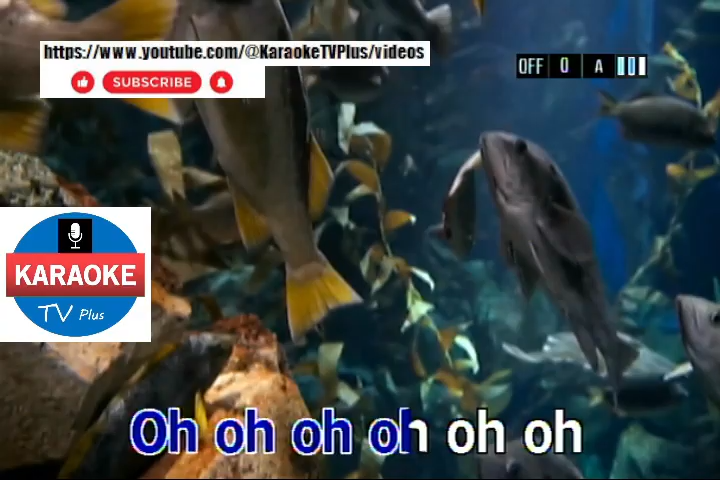 https://www.youtube.com/@KaraokeTVPlus/videos
SUBSCRIBE
OFF 0 A
KARAOKE
TV Plus
Oh oh oh oh oh oh